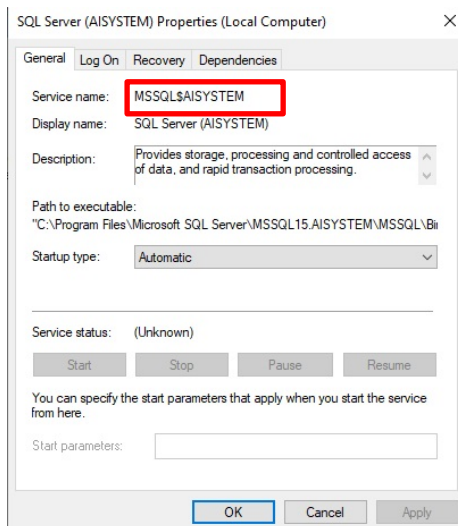 SQL Server (AISYSTEM) Properties (Local Computer)
General Log On Recovery Dependencies
Service name: MSSQL$AISYSTEM
Display name: SQL Server (AISYSTEM)
Description: Provides storage, processing and controlled access
of data, and rapid transaction processing.
Path to executable:
"C:\Program Files\Microsoft SQL Server\MSSQL15.AISYSTEM\MSSQL\Bin
Startup type: Automatic
Service status: (Unknown)
Start Stop Pause Resume
You can specify the start parameters that apply when you start the service
from here.
Start parameters:
OK Cancel Apply